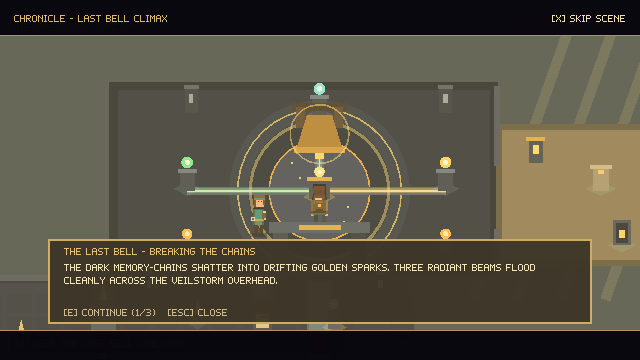 CHRONICLE - LAST BELL CLIMAX
[X] SKIP SCENE
THE LAST BELL - BREAKING THE CHAINS
THE DARK MEMORY-CHAINS SHATTER INTO DRIFTING GOLDEN SPARKS. THREE RADIANT BEAMS FLOOD
CLEANLY ACROSS THE VEILSTORM OVERHEAD.
[E] CONTINUE (1/3) [ESC] CLOSE